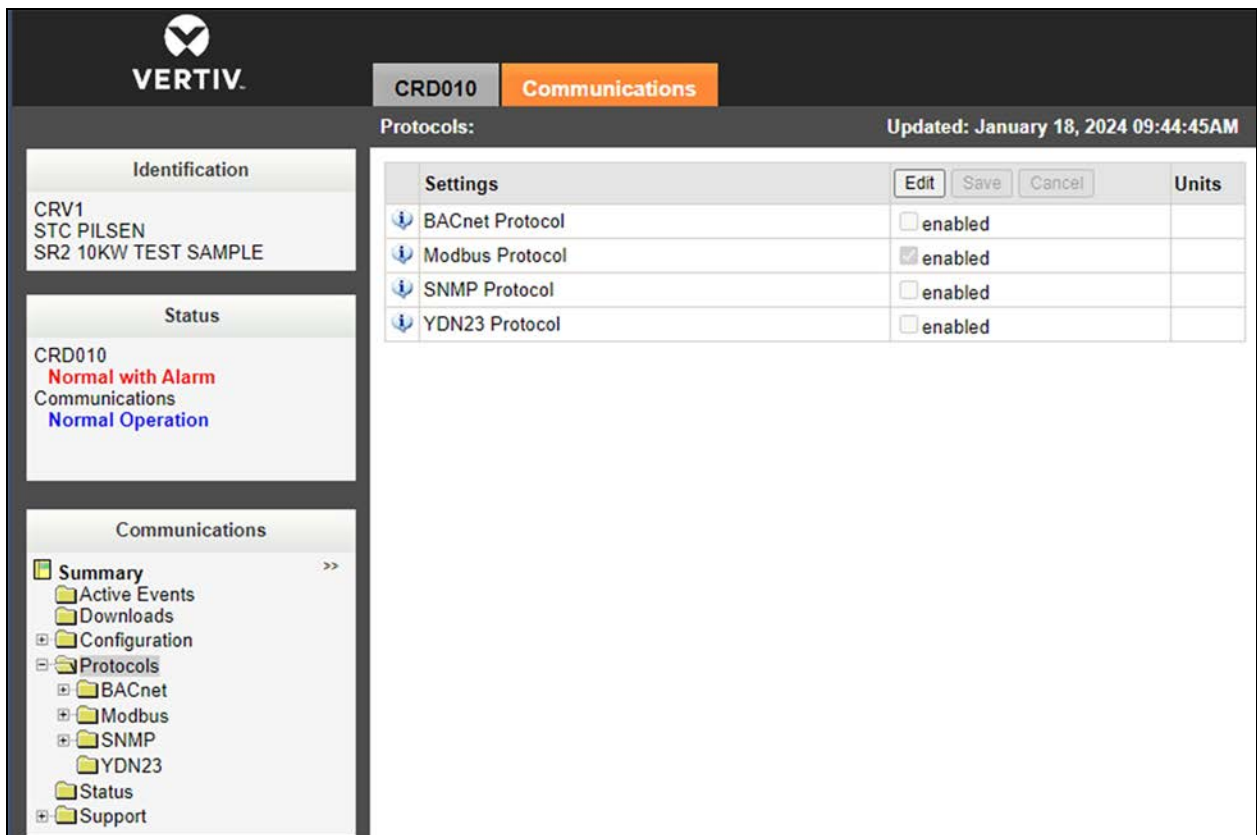 VERTIV
CRD010 Communications
Protocols: Updated: January 18, 2024 09:44:45AM
Identification
CRV1
STC PILSEN
SR2 10KW TEST SAMPLE
Status
CRD010
Normal with Alarm
Communications
Normal Operation
Communications
Summary >>
Active Events
Downloads
Configuration
Protocols
BACnet
Modbus
SNMP
YDN23
Status
Support
Settings Edit Save Cancel Units
BACnet Protocol enabled
Modbus Protocol enabled
SNMP Protocol enabled
YDN23 Protocol enabled